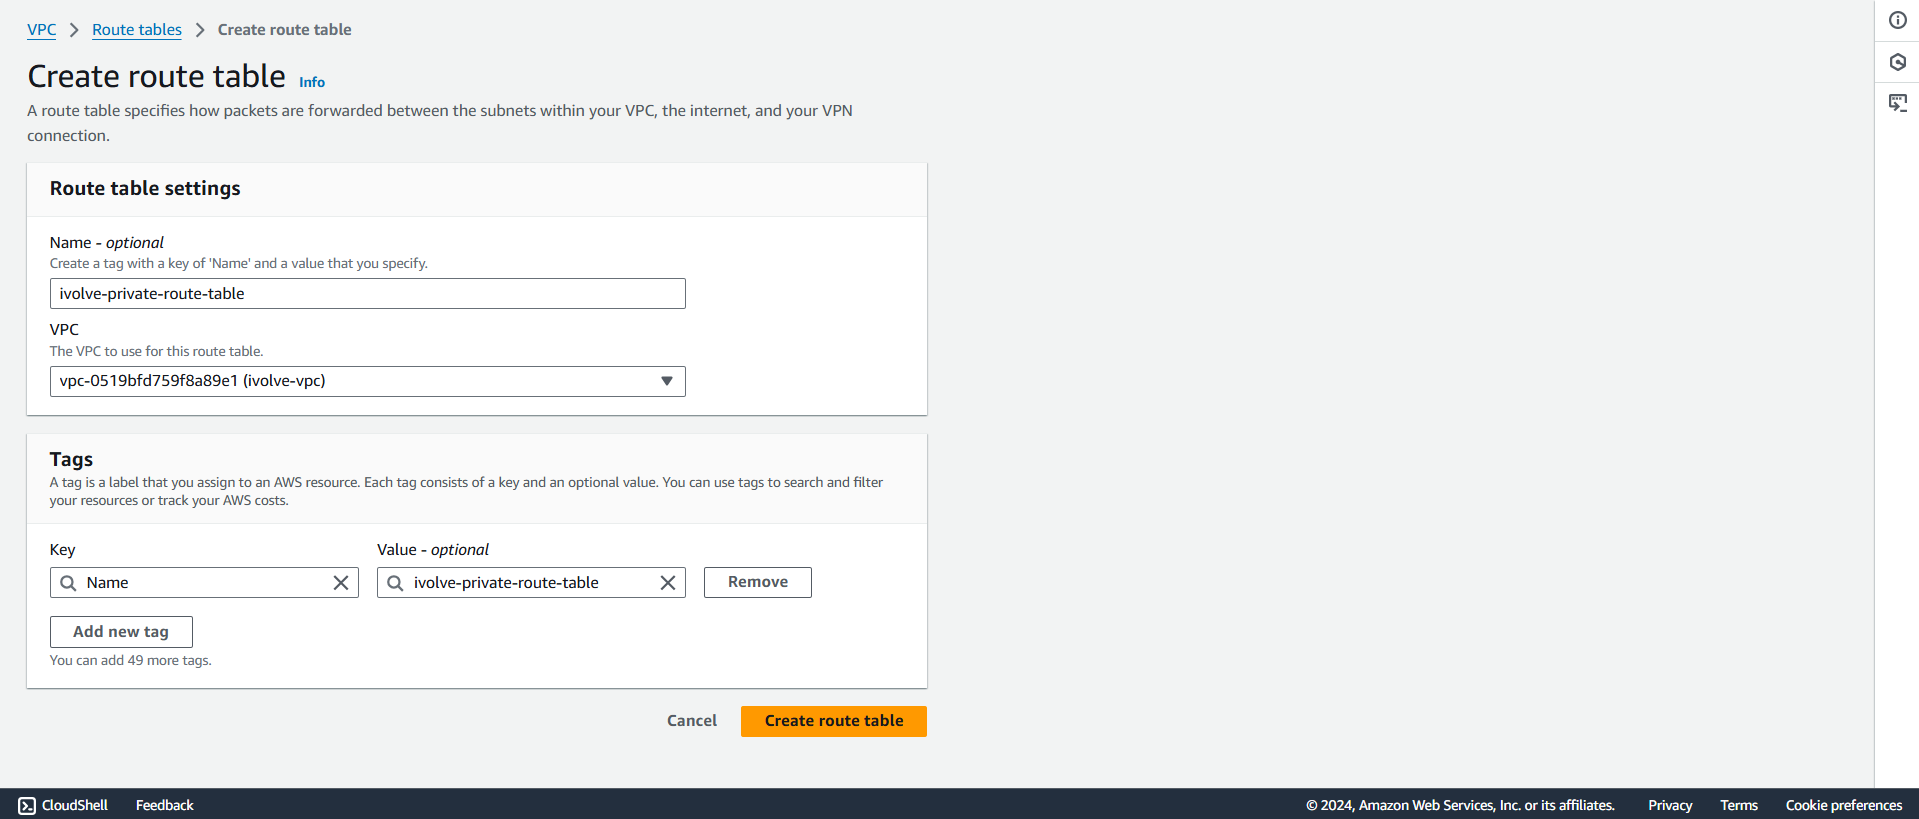 VPC > Route tables > Create route table
Create route table Info
A route table specifies how packets are forwarded between the subnets within your VPC, the internet, and your VPN
connection.
Route table settings
Name - optional
Create a tag with a key of 'Name' and a value that you specify.
ivolve-private-route-table
VPC
The VPC to use for this route table.
vpc-0519bfd759f8a89e1 (ivolve-vpc)
Tags
A tag is a label that you assign to an AWS resource. Each tag consists of a key and an optional value. You can use tags to search and filter
your resources or track your AWS costs.
Key Value - optional
Name ivolve-private-route-table Remove
Add new tag
You can add 49 more tags.
Cancel Create route table
CloudShell Feedback © 2024, Amazon Web Services, Inc. or its affiliates. Privacy Terms Cookie preferences